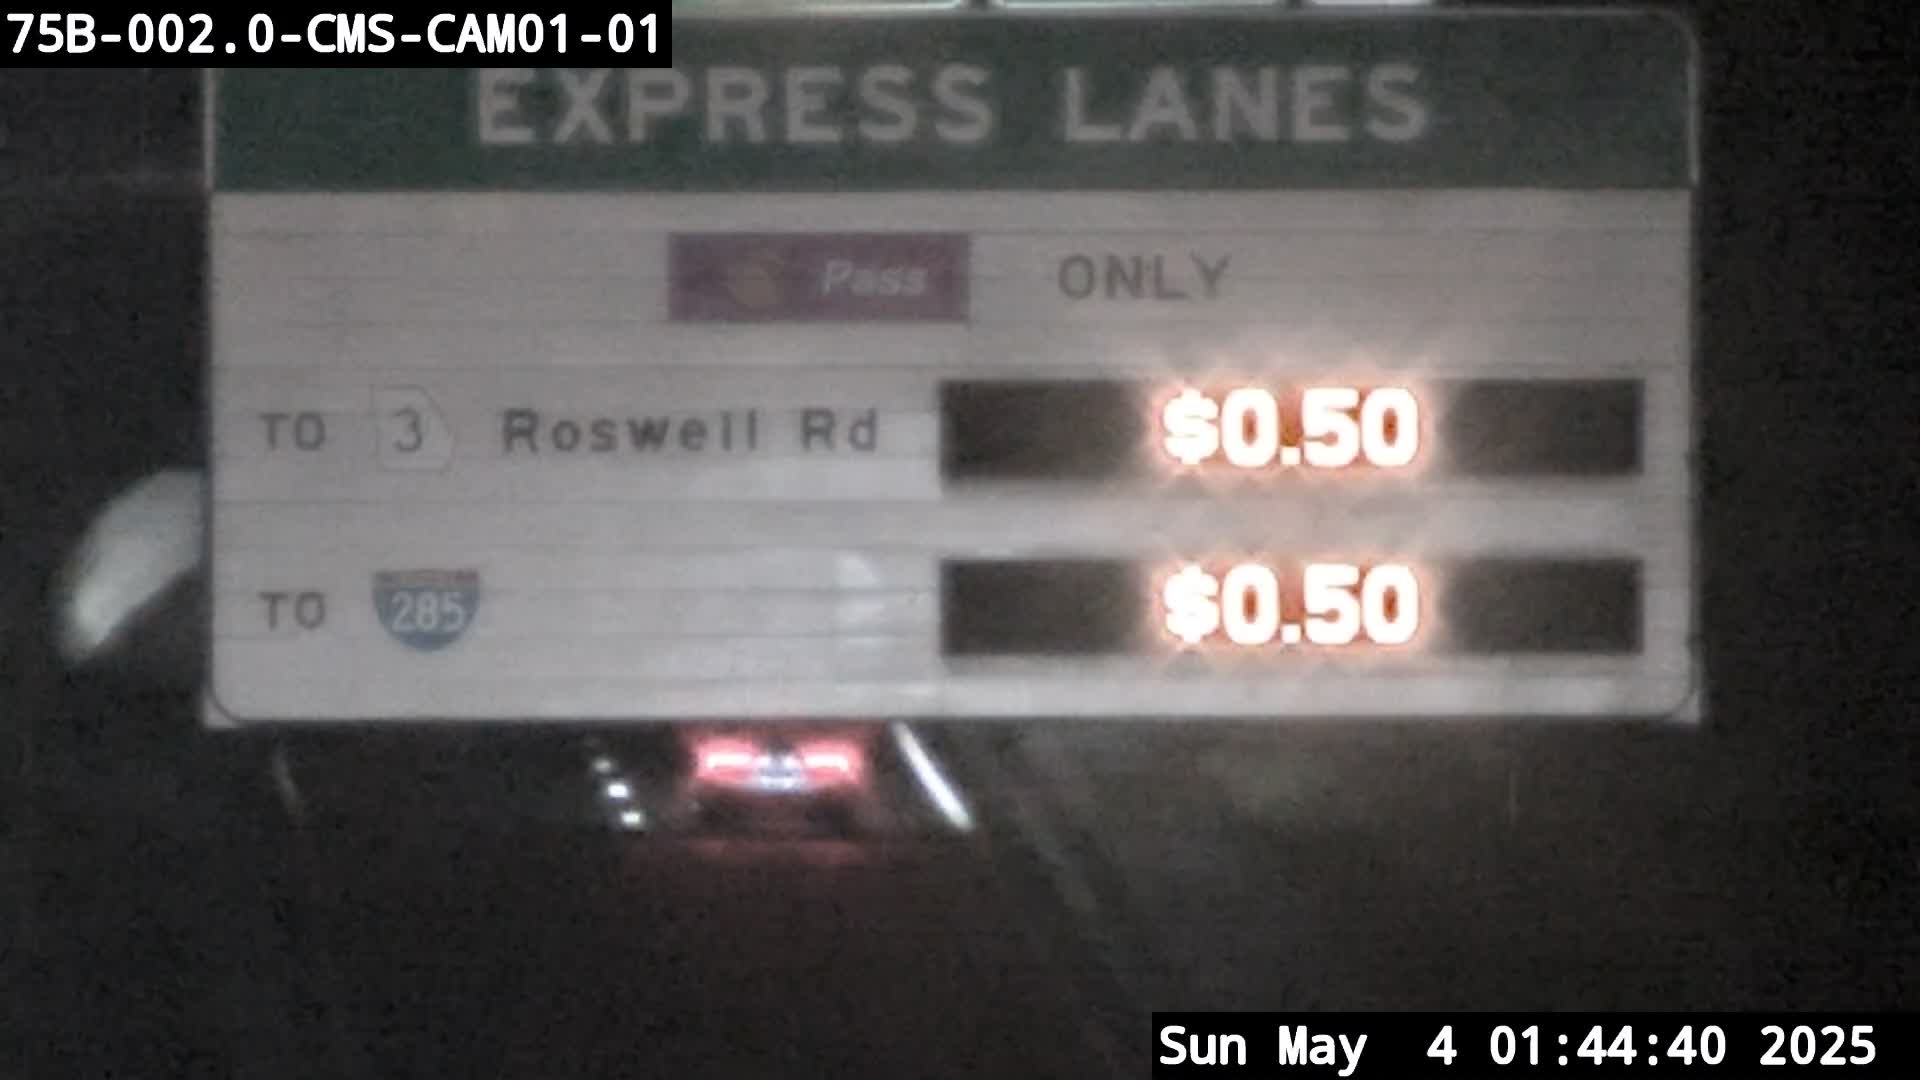 75B-002.0-CMS-CAM01-01
EXPRESS LANES
Pass ONLY
TO 3 Roswell Rd $0.50
TO 285 $0.50
Sun May 4 01:44:40 2025